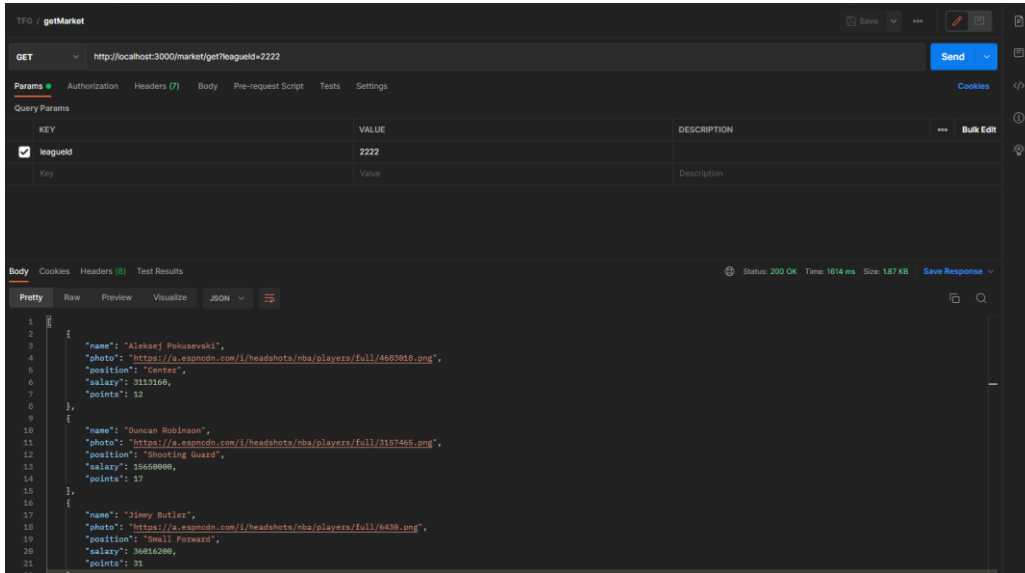 TFG / getMarket
Save
GET http://localhost:3000/market/get?leagueId=2222 Send
Params Authorization Headers (7) Body Pre-request Script Tests Settings Cookies
Query Params
KEY VALUE DESCRIPTION Bulk Edit
leagueId 2222
Key Value Description
Body Cookies Headers (8) Test Results Status: 200 OK Time: 1614 ms Size: 1.87 KB Save Response
Pretty Raw Preview Visualize JSON
1 [
2 {
3 "name": "Aleksej Pokusevski",
4 "photo": "https://a.espncdn.com/i/headshots/nba/players/full/4683018.png",
5 "position": "Center",
6 "salary": 3113160,
7 "points": 12
8 },
9 {
10 "name": "Duncan Robinson",
11 "photo": "https://a.espncdn.com/i/headshots/nba/players/full/3157465.png",
12 "position": "Shooting Guard",
13 "salary": 15650000,
14 "points": 17
15 },
16 {
17 "name": "Jimmy Butler",
18 "photo": "https://a.espncdn.com/i/headshots/nba/players/full/6430.png",
19 "position": "Small Forward",
20 "salary": 36016200,
21 "points": 31